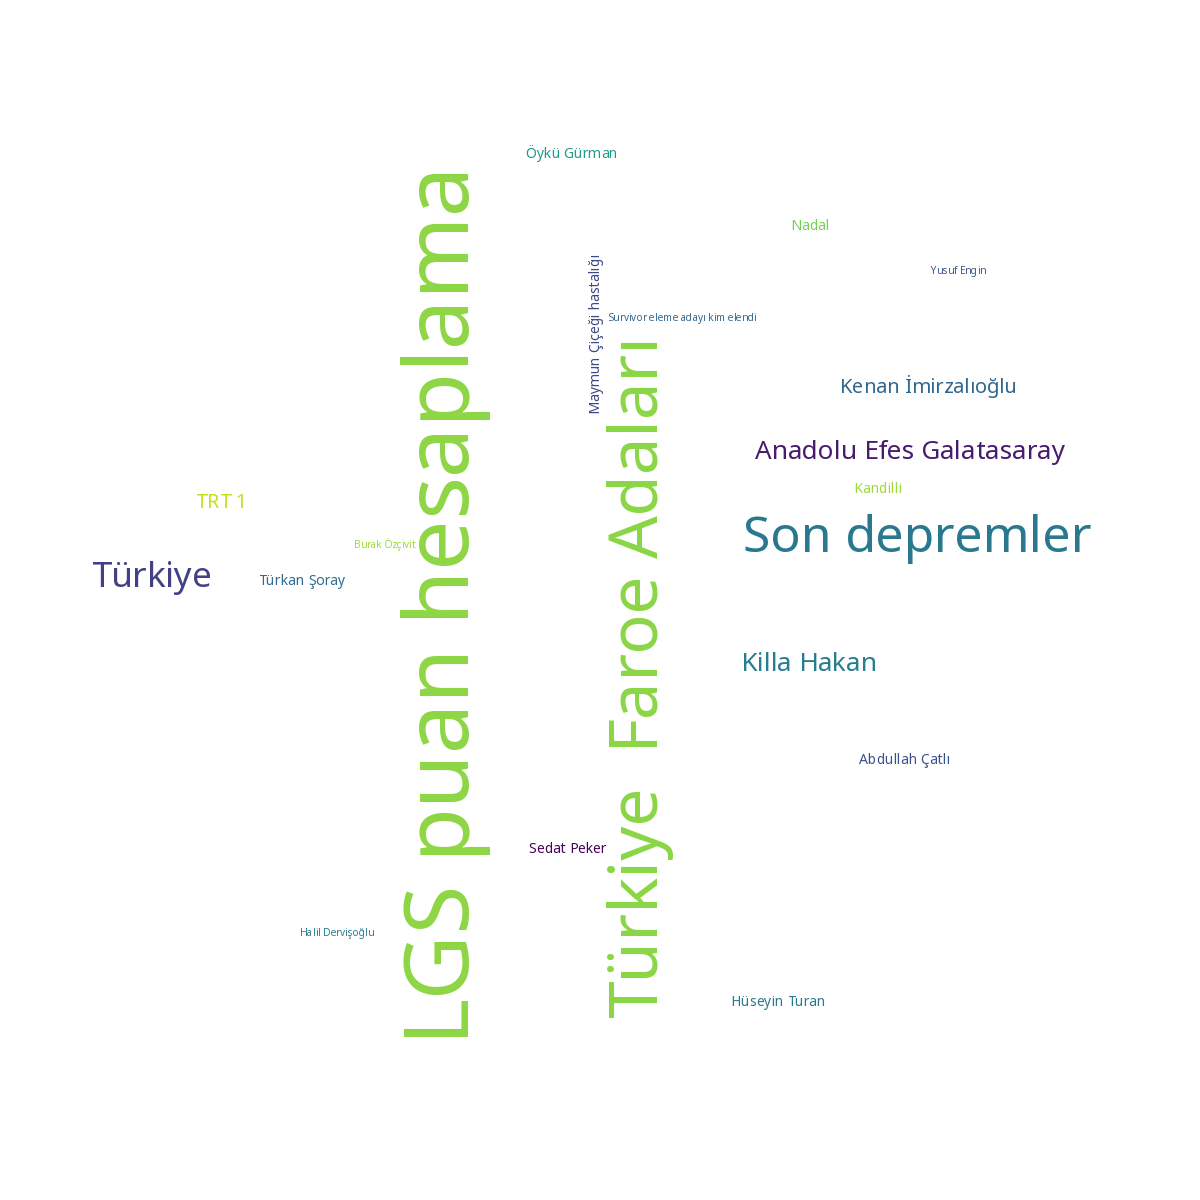 Öykü Gürman
LGS puan hesaplama
Nadal
Maymun Çiçeği hastalığı
Yusuf Engin
Survivor eleme adayı kim elendi
Türkiye  Faroe Adaları
Kenan İmirzalıoğlu
Anadolu Efes Galatasaray
Kandilli
TRT 1
Son depremler
Burak Özçivit
Türkiye
Türkan Şoray
Killa Hakan
Abdullah Çatlı
Sedat Peker
Halil Dervişoğlu
Hüseyin Turan